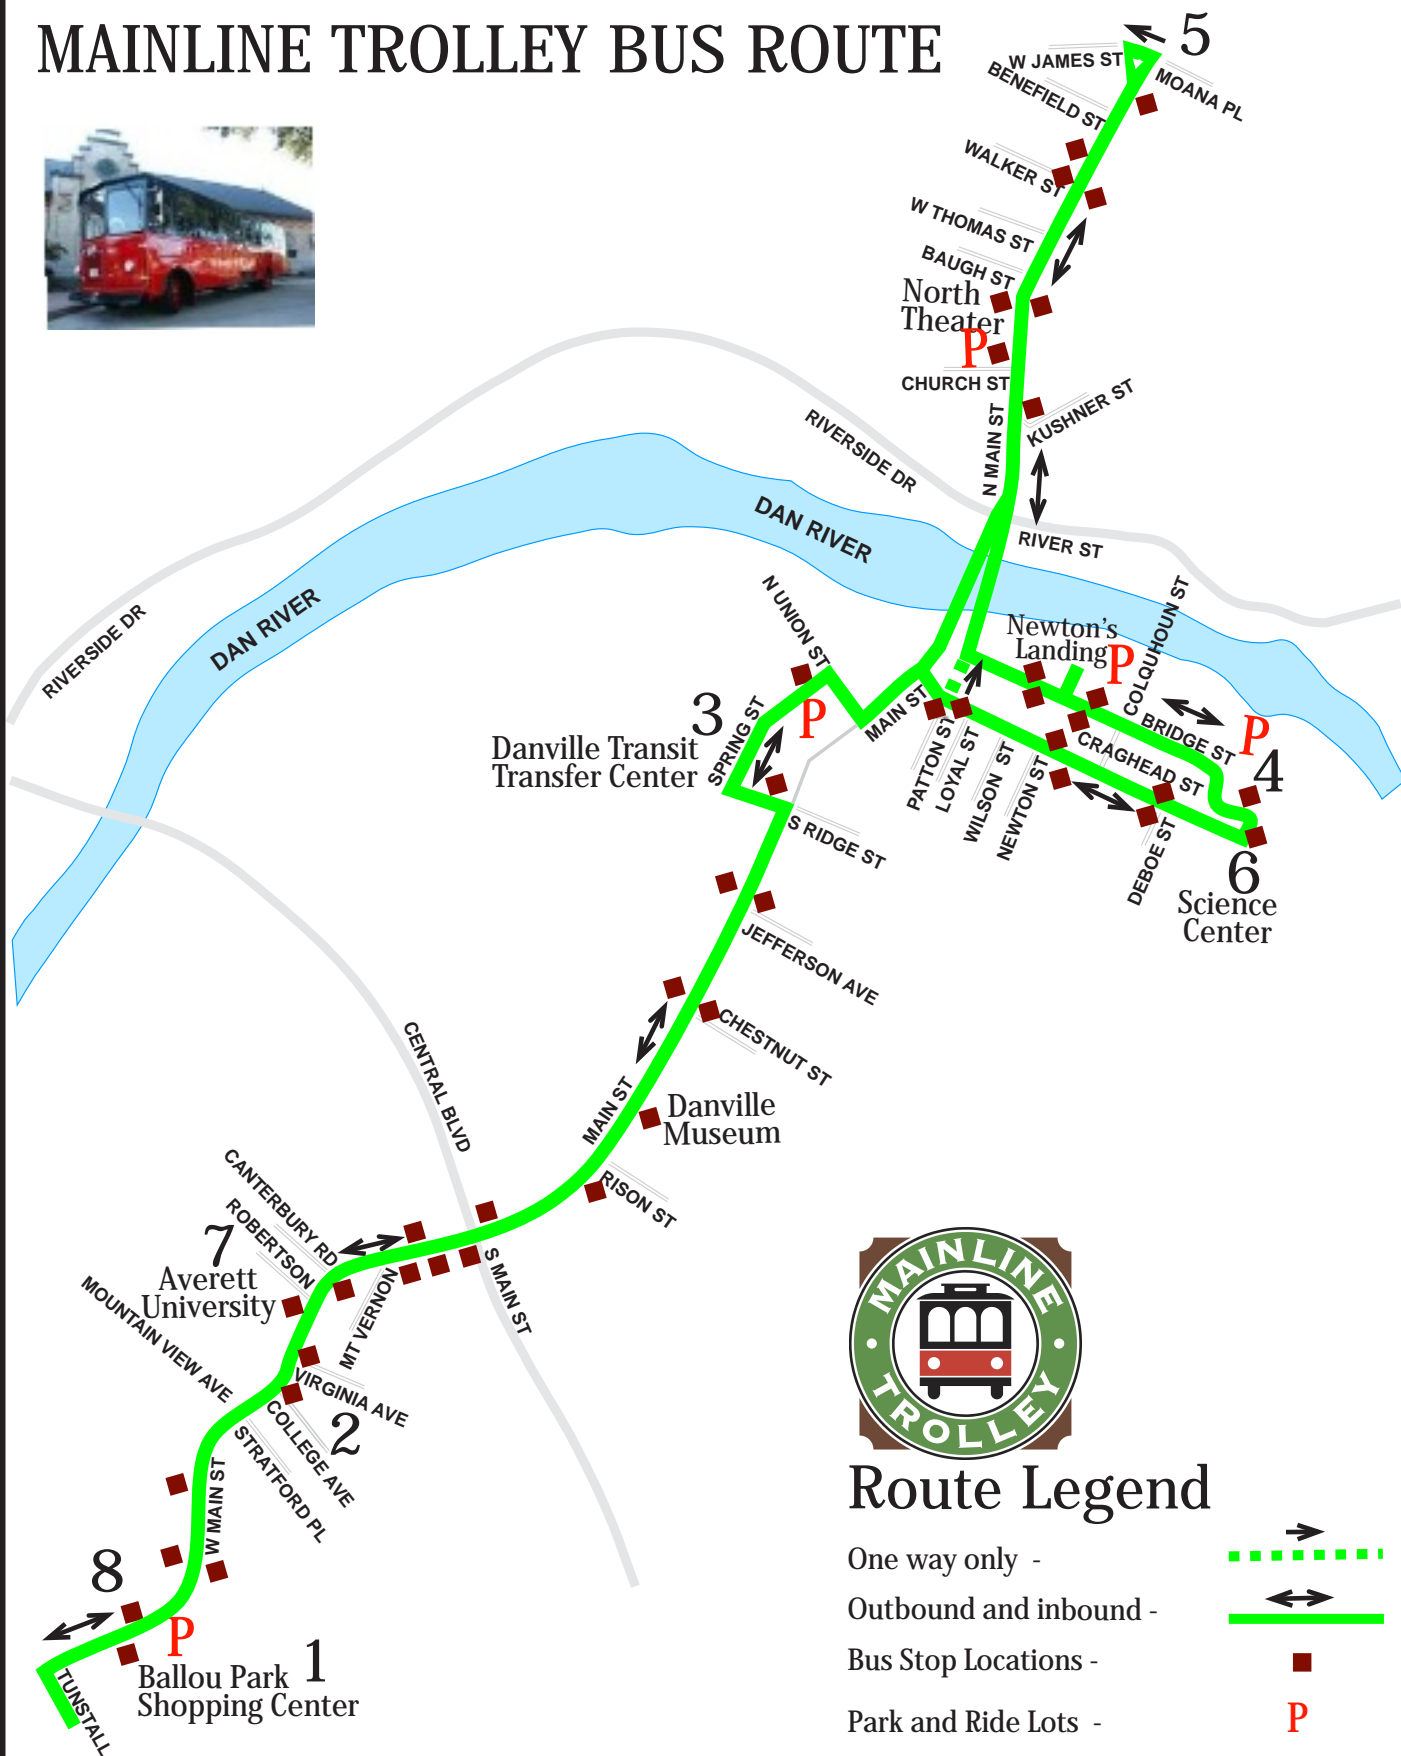 MAINLINE TROLLEY BUS ROUTE
5
W JAMES ST
MOANA PL
BENEFIELD ST
WALKER ST
W THOMAS ST
BAUGH ST
North
Theater
P
CHURCH ST
KUSHNER ST
N MAIN ST
RIVERSIDE DR
RIVER ST
DAN RIVER
DAN RIVER
RIVERSIDE DR
N UNION ST
Newton's
Landing
P
COLQUHOUN ST
BRIDGE ST
P
4
CRAGHEAD ST
MAIN ST
PATTON ST
LOYAL ST
WILSON ST
NEWTON ST
DEBOE ST
6
Science
Center
3
SPRING ST
P
Danville Transit
Transfer Center
S RIDGE ST
JEFFERSON AVE
CHESTNUT ST
CENTRAL BLVD
MAIN ST
Danville
Museum
RISON ST
CANTERBURY RD
ROBERTSON
7
Averett
University
MT VERNON
S MAIN ST
MOUNTAIN VIEW AVE
VIRGINIA AVE
2
COLLEGE AVE
STRATFORD PL
W MAIN ST
8
P
Ballou Park 1
Shopping Center
TUNSTALL
MAINLINE
TROLLEY
Route Legend
One way only -
Outbound and inbound -
Bus Stop Locations -
Park and Ride Lots - P